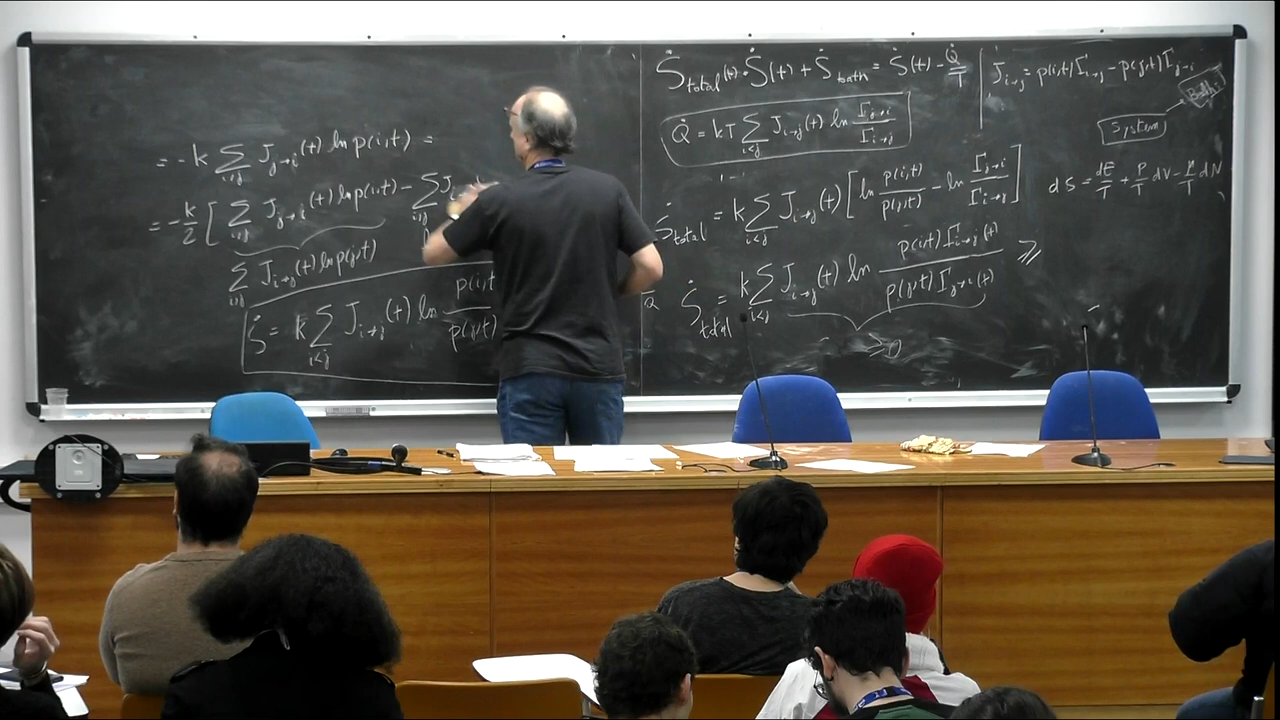 = -k ∑_{i,j} J_{j→i}(t) ln p(i,t) =
= -k/2 [ ∑_{i,j} J_{j→i}(t) ln p(i,t) - ∑_{i,j} J
∑_{i,j} J_{i→j}(t) ln p(j,t)
Ṡ = k ∑_{i<j} J_{i→j}(t) ln p(i,t)/p(j,t)
Ṡ_total(t) = Ṡ(t) + Ṡ_bath = Ṡ(t) - Q̇/T
Q̇ = kT ∑_{i<j} J_{i→j}(t) ln Γ_{j→i}/Γ_{i→j}
Ṡ_total = k ∑_{i<j} J_{i→j}(t) [ ln p(i,t)/p(j,t) - ln Γ_{j→i}/Γ_{i→j} ]
Ṡ_total = k ∑_{i<j} J_{i→j}(t) ln p(i,t) Γ_{i→j}(t) / p(j,t) Γ_{j→i}(t) ≥
≥0
J_{i→j} = p(i,t) Γ_{i→j} - p(j,t) Γ_{j→i}
System
dS = dE/T + P/T dV - μ/T dN